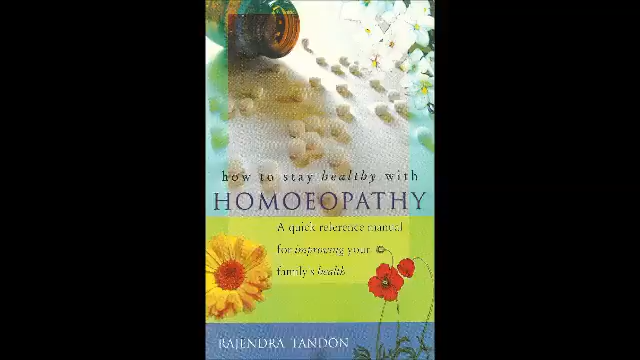 how to stay healthy with
HOMOEOPATHY
A quick reference manual
for improving your
family's health
RAJENDRA TANDON